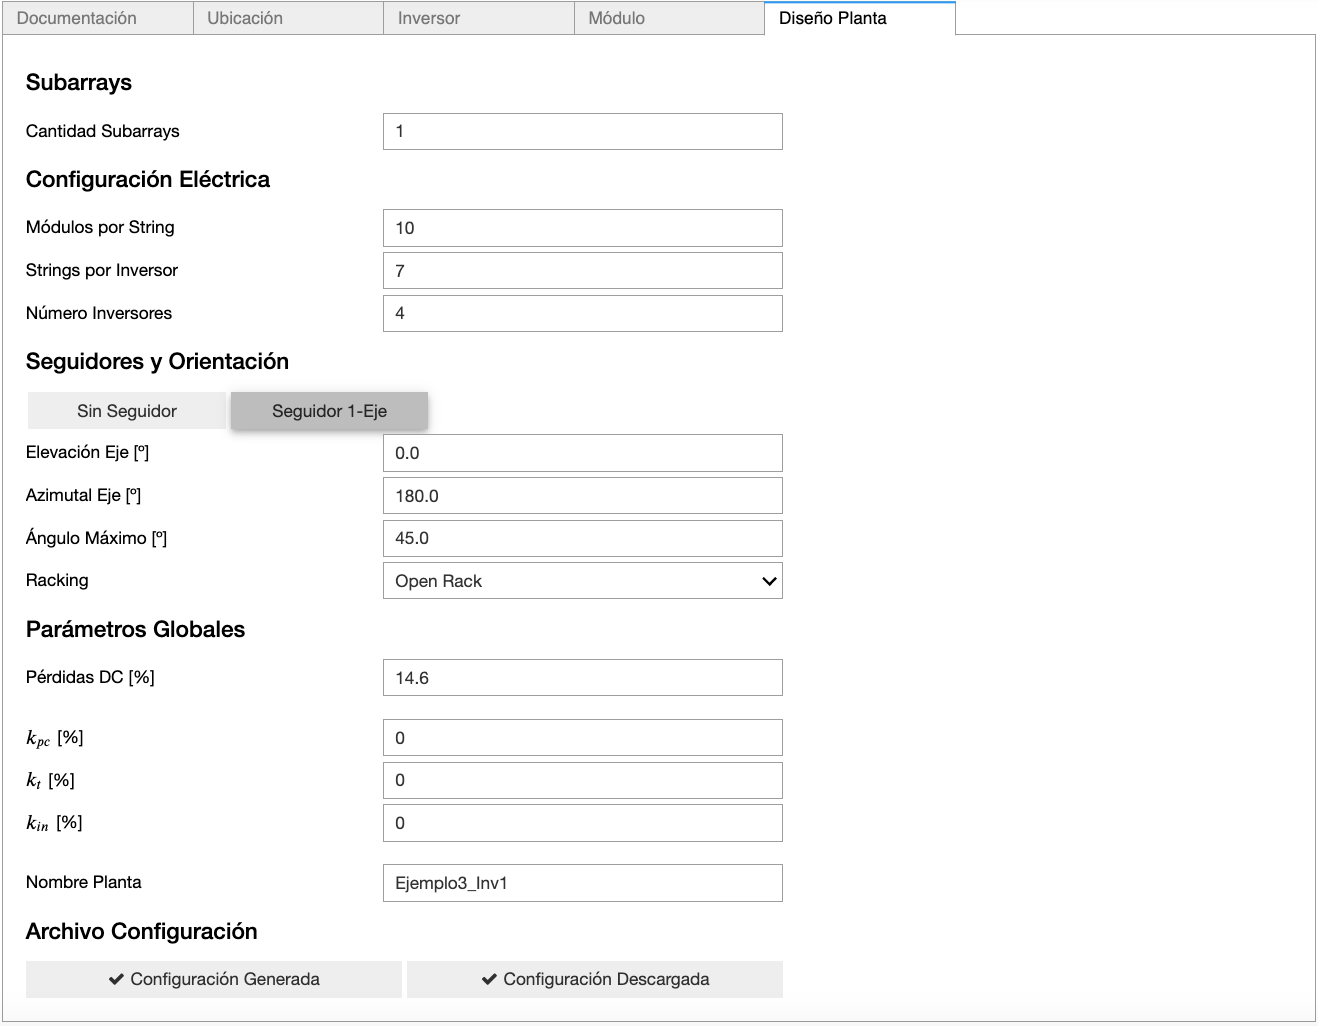 Documentación Ubicación Inversor Módulo Diseño Planta
Subarrays
Cantidad Subarrays 1
Configuración Eléctrica
Módulos por String 10
Strings por Inversor 7
Número Inversores 4
Seguidores y Orientación
Sin Seguidor Seguidor 1-Eje
Elevación Eje [º] 0.0
Azimutal Eje [º] 180.0
Ángulo Máximo [º] 45.0
Racking Open Rack
Parámetros Globales
Pérdidas DC [%] 14.6
k_pc [%] 0
k_t [%] 0
k_in [%] 0
Nombre Planta Ejemplo3_Inv1
Archivo Configuración
✔ Configuración Generada ✔ Configuración Descargada